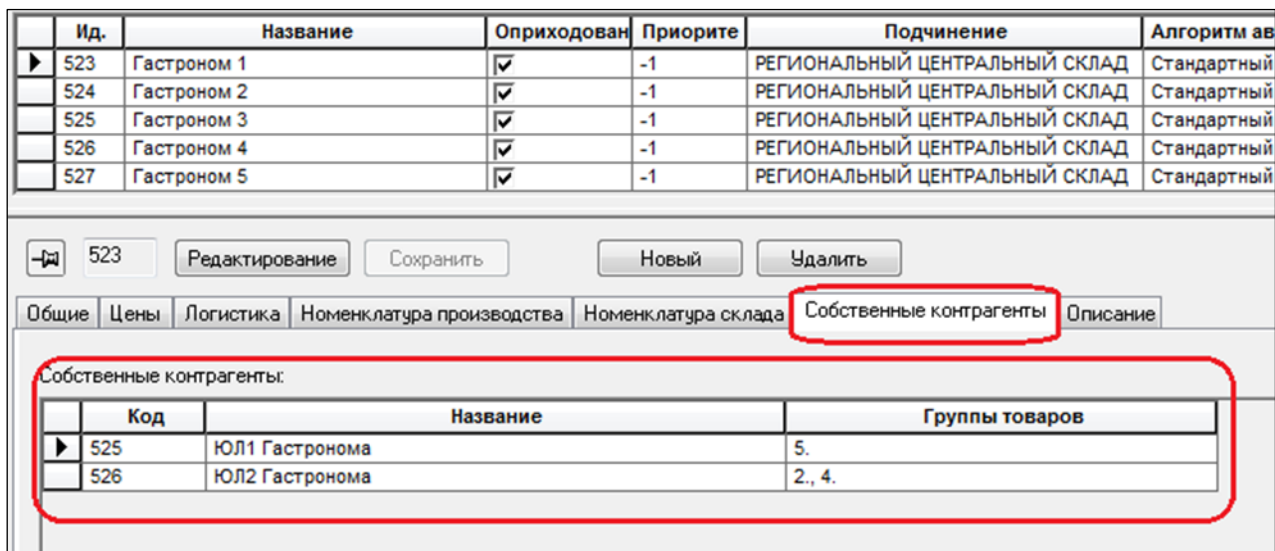 Ид. Название Оприходован Приорите Подчинение Алгоритм ав
523 Гастроном 1 -1 РЕГИОНАЛЬНЫЙ ЦЕНТРАЛЬНЫЙ СКЛАД Стандартный
524 Гастроном 2 -1 РЕГИОНАЛЬНЫЙ ЦЕНТРАЛЬНЫЙ СКЛАД Стандартный
525 Гастроном 3 -1 РЕГИОНАЛЬНЫЙ ЦЕНТРАЛЬНЫЙ СКЛАД Стандартный
526 Гастроном 4 -1 РЕГИОНАЛЬНЫЙ ЦЕНТРАЛЬНЫЙ СКЛАД Стандартный
527 Гастроном 5 -1 РЕГИОНАЛЬНЫЙ ЦЕНТРАЛЬНЫЙ СКЛАД Стандартный
523 Редактирование Сохранить Новый Удалить
Общие Цены Логистика Номенклатура производства Номенклатура склада Собственные контрагенты Описание
Собственные контрагенты:
Код Название Группы товаров
525 ЮЛ1 Гастронома 5.
526 ЮЛ2 Гастронома 2., 4.